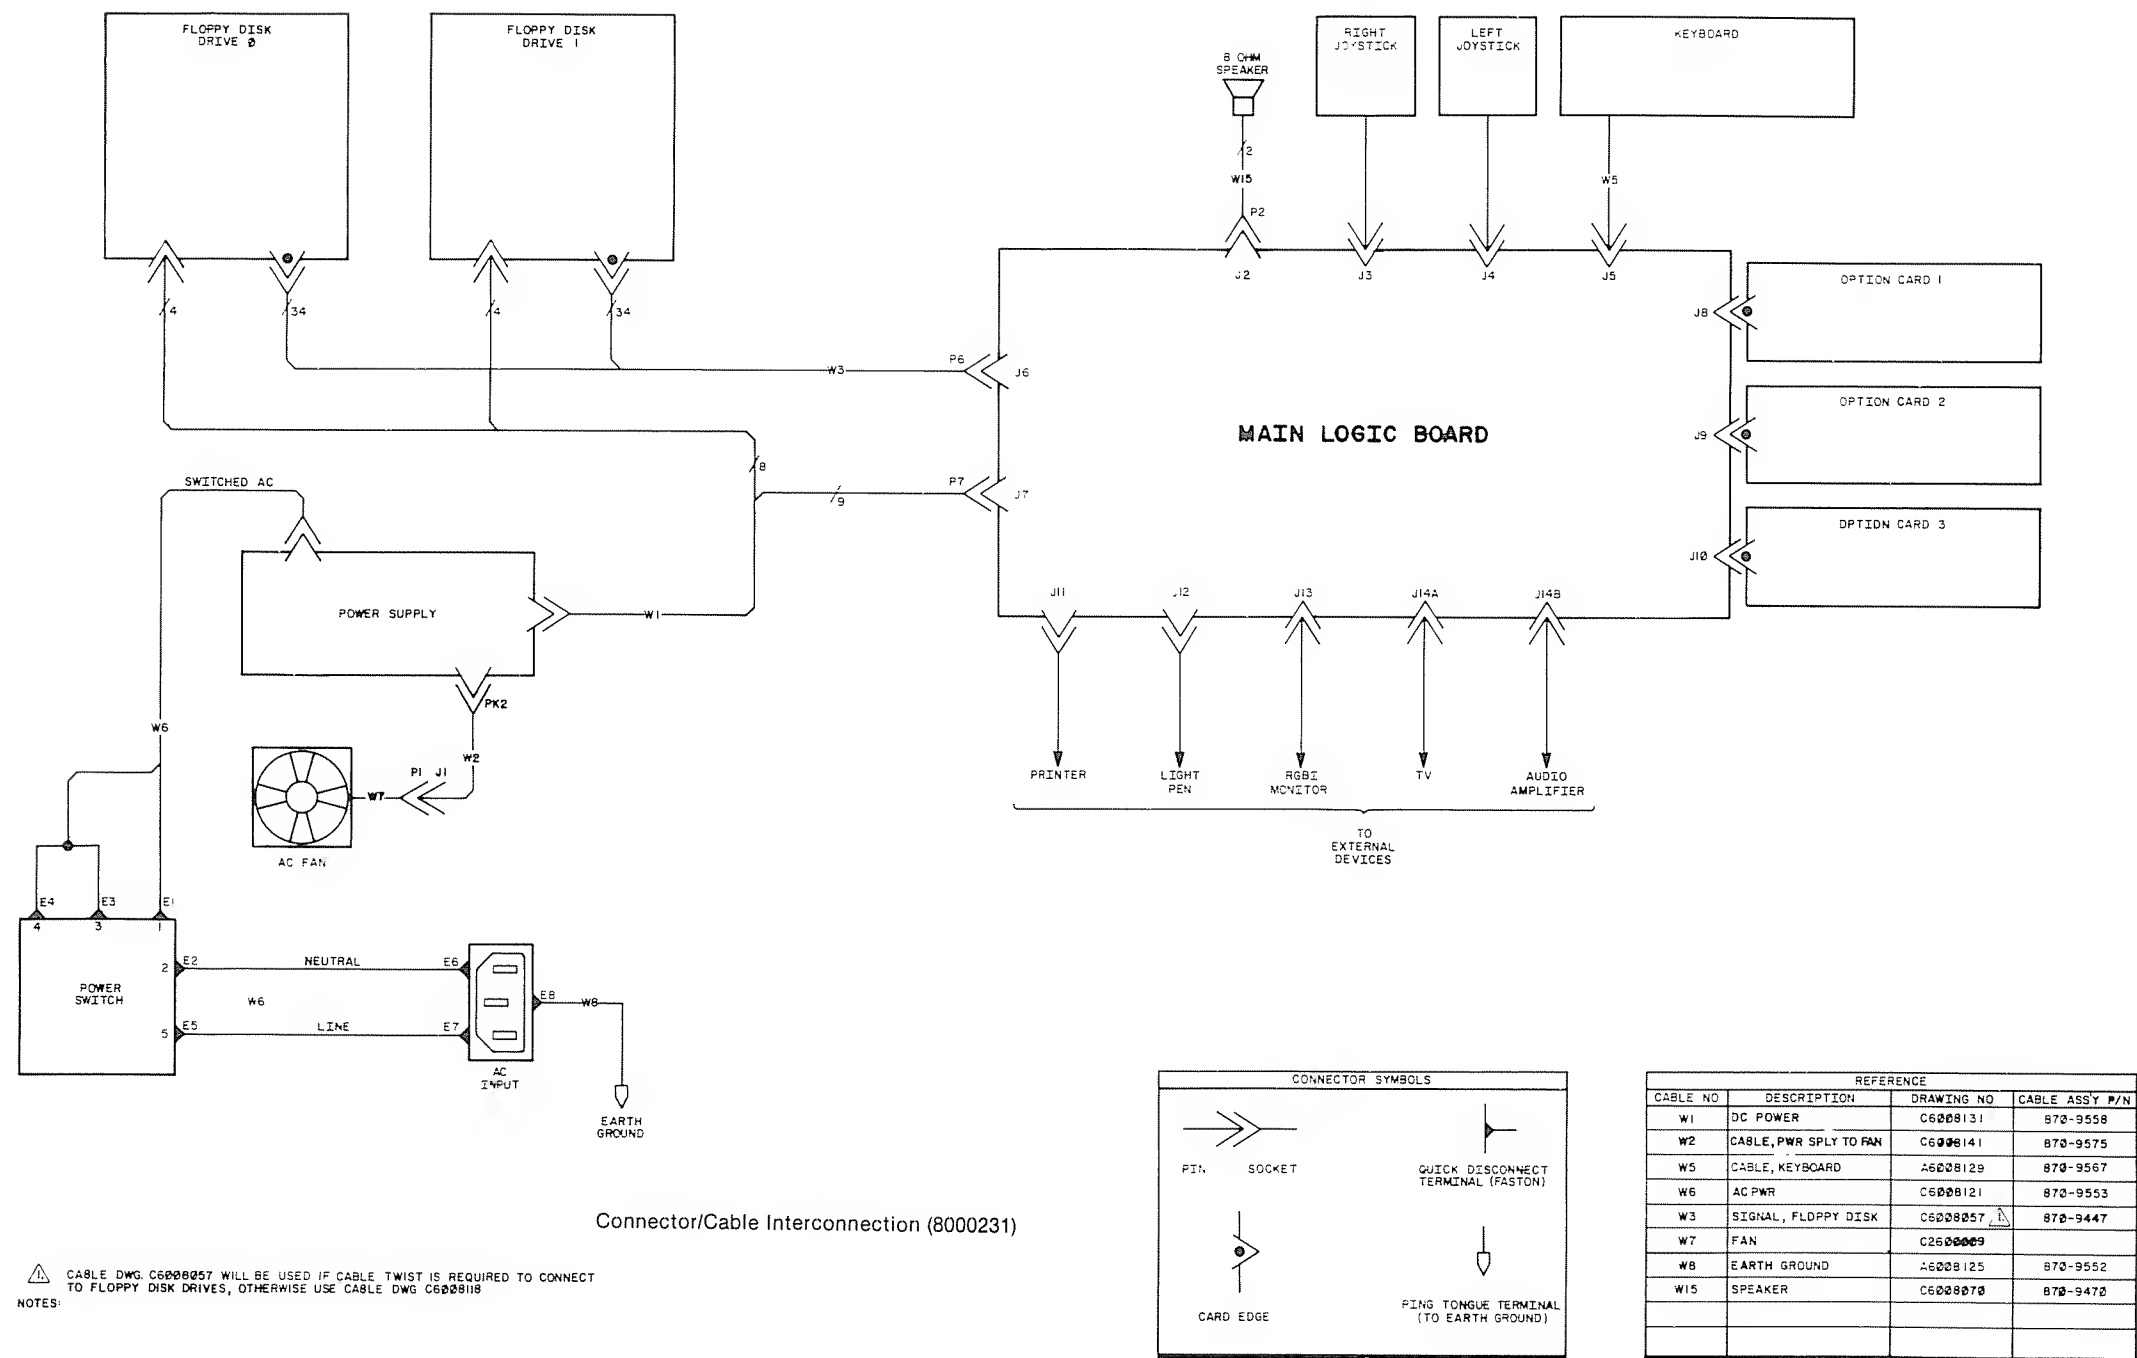 FLOPPY DISK
DRIVE 0
FLOPPY DISK
DRIVE 1
8 OHM
SPEAKER
RIGHT
JOYSTICK
LEFT
JOYSTICK
KEYBOARD
2
W15
W5
P2
J2
J3
J4
J5
4
34
4
34
OPTION CARD 1
J8
P6
W3
J6
OPTION CARD 2
J9
MAIN LOGIC BOARD
8
SWITCHED AC
P7
9
J7
OPTION CARD 3
J10
J11
J12
J13
J14A
J14B
POWER SUPPLY
W1
PK2
W6
W2
P1 J1
W7
AC FAN
PRINTER
LIGHT
PEN
RGBI
MONITOR
TV
AUDIO
AMPLIFIER
TO
EXTERNAL
DEVICES
E4
E3
E1
4
3
1
2
E2
NEUTRAL
E6
POWER
SWITCH
W6
E8
W8
5
E5
LINE
E7
AC
INPUT
EARTH
GROUND
CONNECTOR SYMBOLS
PIN SOCKET
QUICK DISCONNECT
TERMINAL (FASTON)
CARD EDGE
RING TONGUE TERMINAL
(TO EARTH GROUND)
REFERENCE
CABLE NO DESCRIPTION DRAWING NO CABLE ASS'Y P/N
W1 DC POWER C6008131 870-9558
W2 CABLE, PWR SPLY TO FAN C6008141 870-9575
W5 CABLE, KEYBOARD A6008129 870-9567
W6 AC PWR C6008121 870-9553
W3 SIGNAL, FLOPPY DISK C6008057 1. 870-9447
W7 FAN C2600009
W8 EARTH GROUND A6008125 870-9552
W15 SPEAKER C6008070 870-9470
Connector/Cable Interconnection (8000231)
1. CABLE DWG. C6008057 WILL BE USED IF CABLE TWIST IS REQUIRED TO CONNECT
TO FLOPPY DISK DRIVES, OTHERWISE USE CABLE DWG C6008118
NOTES: